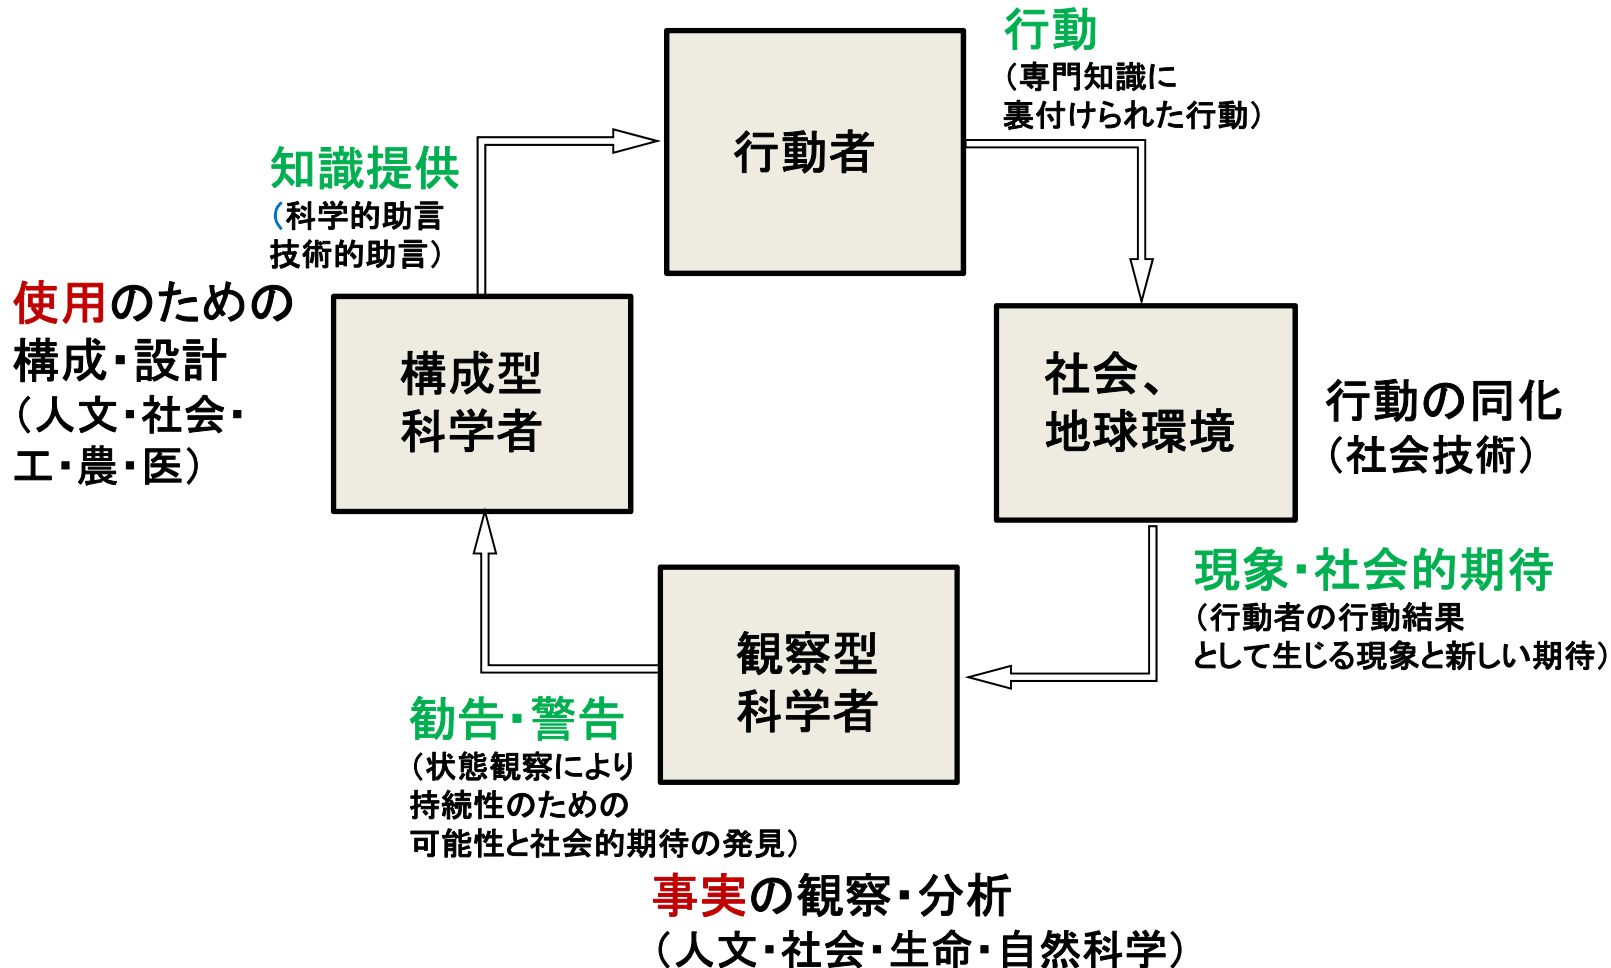 行動
（専門知識に
裏付けられた行動）
行動者
知識提供
（科学的助言
技術的助言）
使用のための
構成・設計
（人文・社会・
工・農・医）
構成型
科学者
社会、
地球環境
行動の同化
（社会技術）
現象・社会的期待
（行動者の行動結果
として生じる現象と新しい期待）
観察型
科学者
勧告・警告
（状態観察により
持続性のための
可能性と社会的期待の発見）
事実の観察・分析
（人文・社会・生命・自然科学）